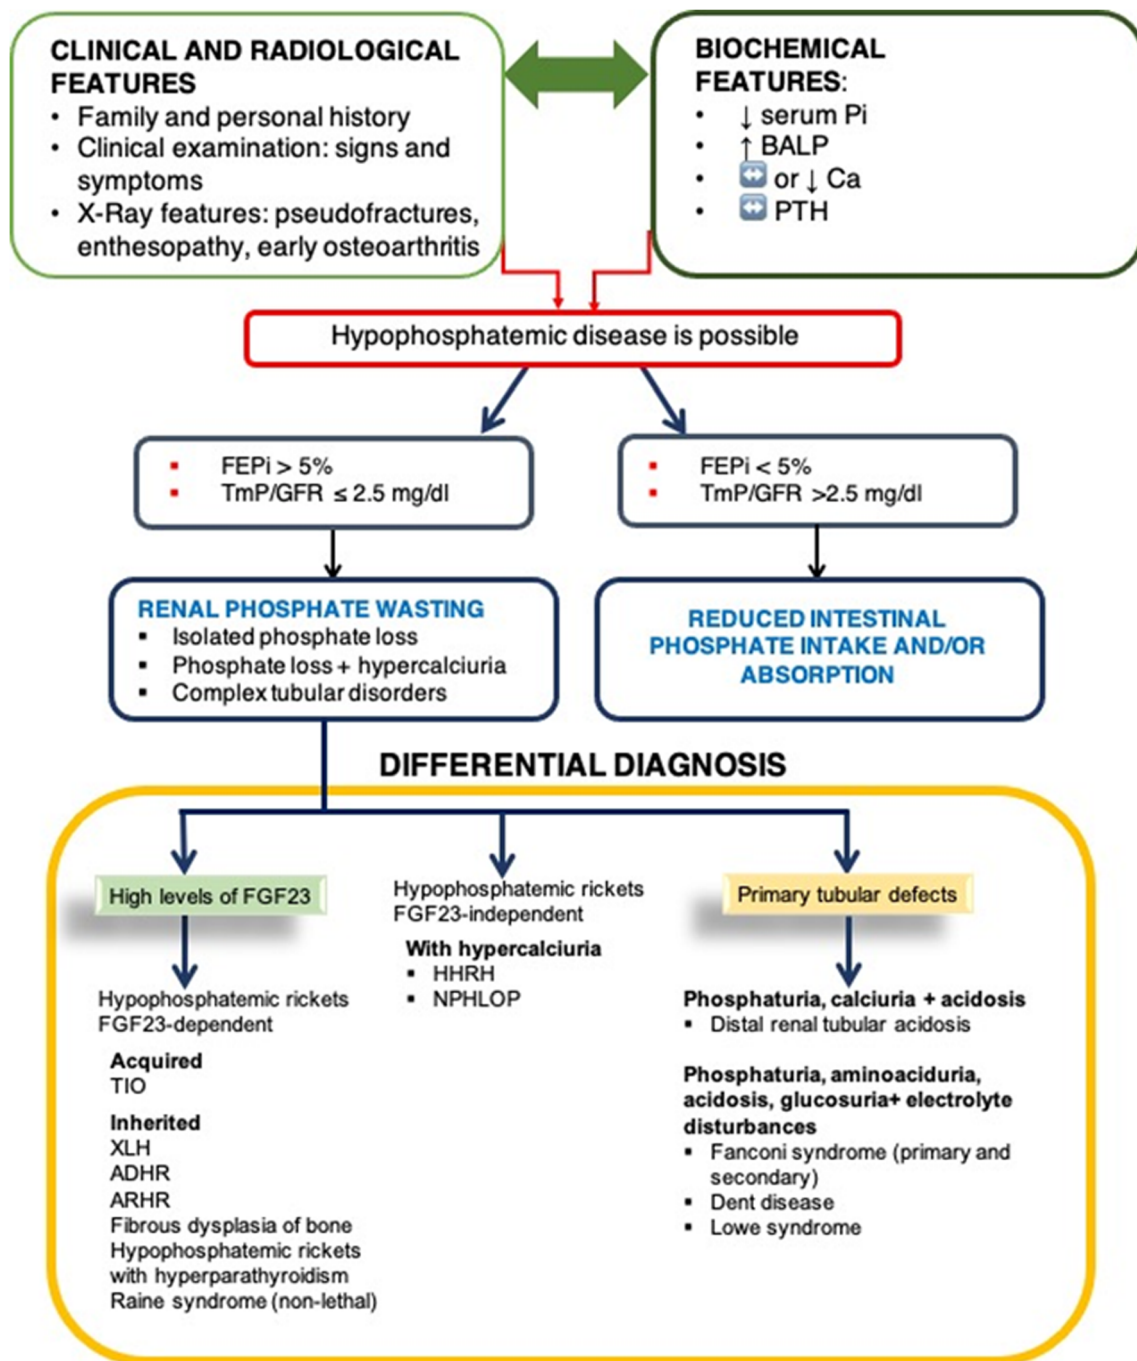 CLINICAL AND RADIOLOGICAL
FEATURES
• Family and personal history
• Clinical examination: signs and
symptoms
• X-Ray features: pseudofractures,
enthesopathy, early osteoarthritis
BIOCHEMICAL
FEATURES:
• ↓ serum Pi
• ↑ BALP
• ↔ or ↓ Ca
• ↔ PTH
Hypophosphatemic disease is possible
▪ FEPi > 5%
▪ TmP/GFR ≤ 2.5 mg/dl
▪ FEPi < 5%
▪ TmP/GFR >2.5 mg/dl
RENAL PHOSPHATE WASTING
▪ Isolated phosphate loss
▪ Phosphate loss + hypercalciuria
▪ Complex tubular disorders
REDUCED INTESTINAL
PHOSPHATE INTAKE AND/OR
ABSORPTION
DIFFERENTIAL DIAGNOSIS
High levels of FGF23
Hypophosphatemic rickets
FGF23-dependent
Acquired
TIO
Inherited
XLH
ADHR
ARHR
Fibrous dysplasia of bone
Hypophosphatemic rickets
with hyperparathyroidism
Raine syndrome (non-lethal)
Hypophosphatemic rickets
FGF23-independent
With hypercalciuria
▪ HHRH
▪ NPHLOP
Primary tubular defects
Phosphaturia, calciuria + acidosis
▪ Distal renal tubular acidosis
Phosphaturia, aminoaciduria,
acidosis, glucosuria+ electrolyte
disturbances
▪ Fanconi syndrome (primary and
secondary)
▪ Dent disease
▪ Lowe syndrome